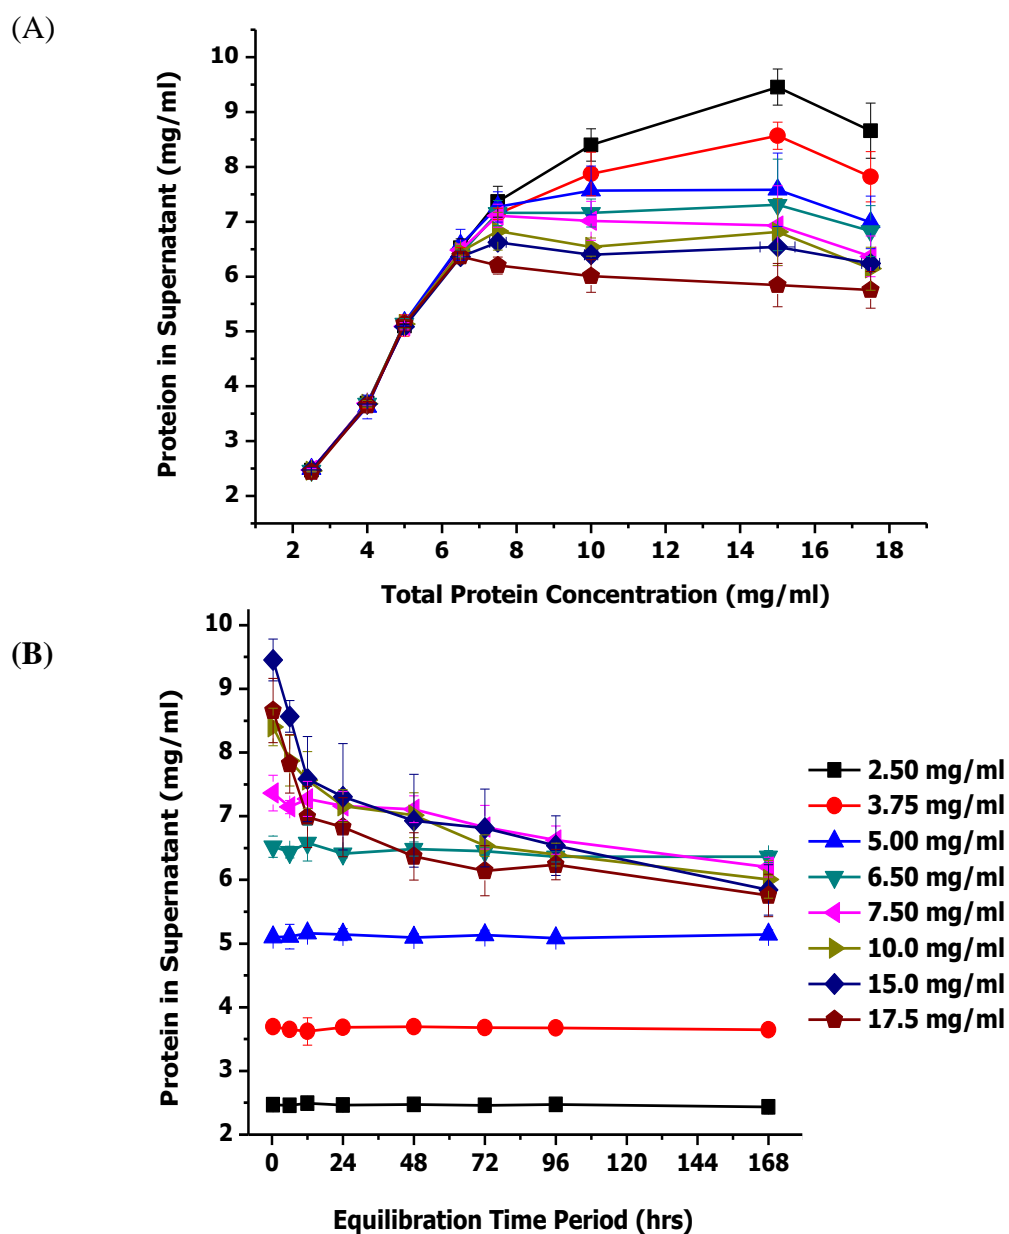 (A)
10
9
8
7
6
5
4
3
2
Proteion in Supernatant (mg/ml)
2 4 6 8 10 12 14 16 18
Total Protein Concentration (mg/ml)
(B)
10
9
8
7
6
5
4
3
2
Protein in Supernatant (mg/ml)
0 24 48 72 96 120 144 168
Equilibration Time Period (hrs)
2.50 mg/ml
3.75 mg/ml
5.00 mg/ml
6.50 mg/ml
7.50 mg/ml
10.0 mg/ml
15.0 mg/ml
17.5 mg/ml